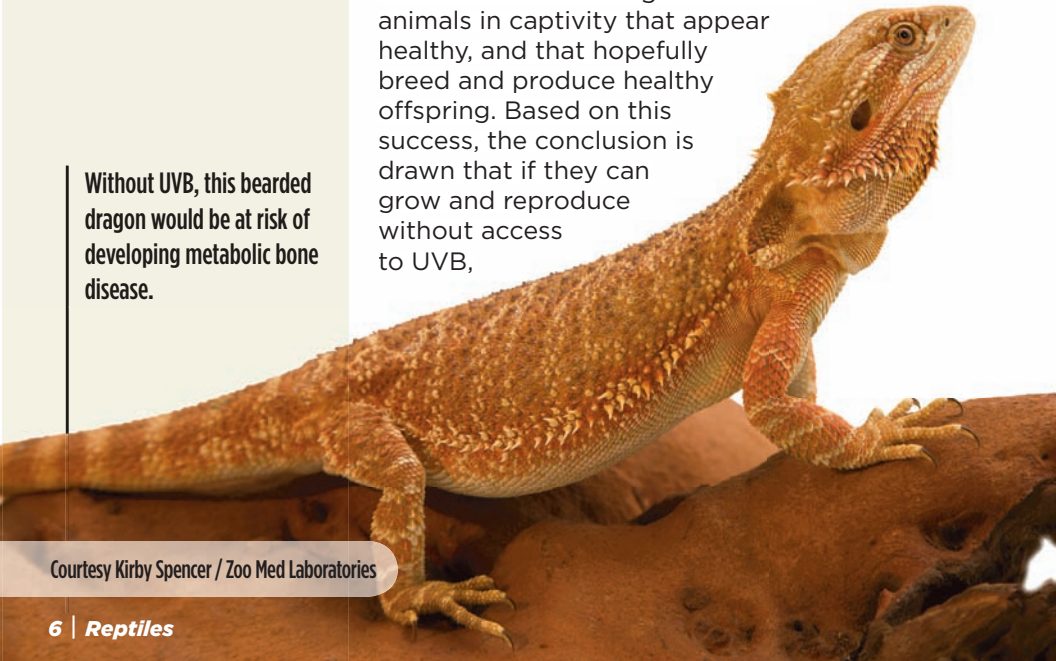 animals in captivity that appear
healthy, and that hopefully
breed and produce healthy
offspring. Based on this
success, the conclusion is
drawn that if they can
grow and reproduce
without access
to UVB,
Without UVB, this bearded
dragon would be at risk of
developing metabolic bone
disease.
Courtesy Kirby Spencer / Zoo Med Laboratories
6 | Reptiles